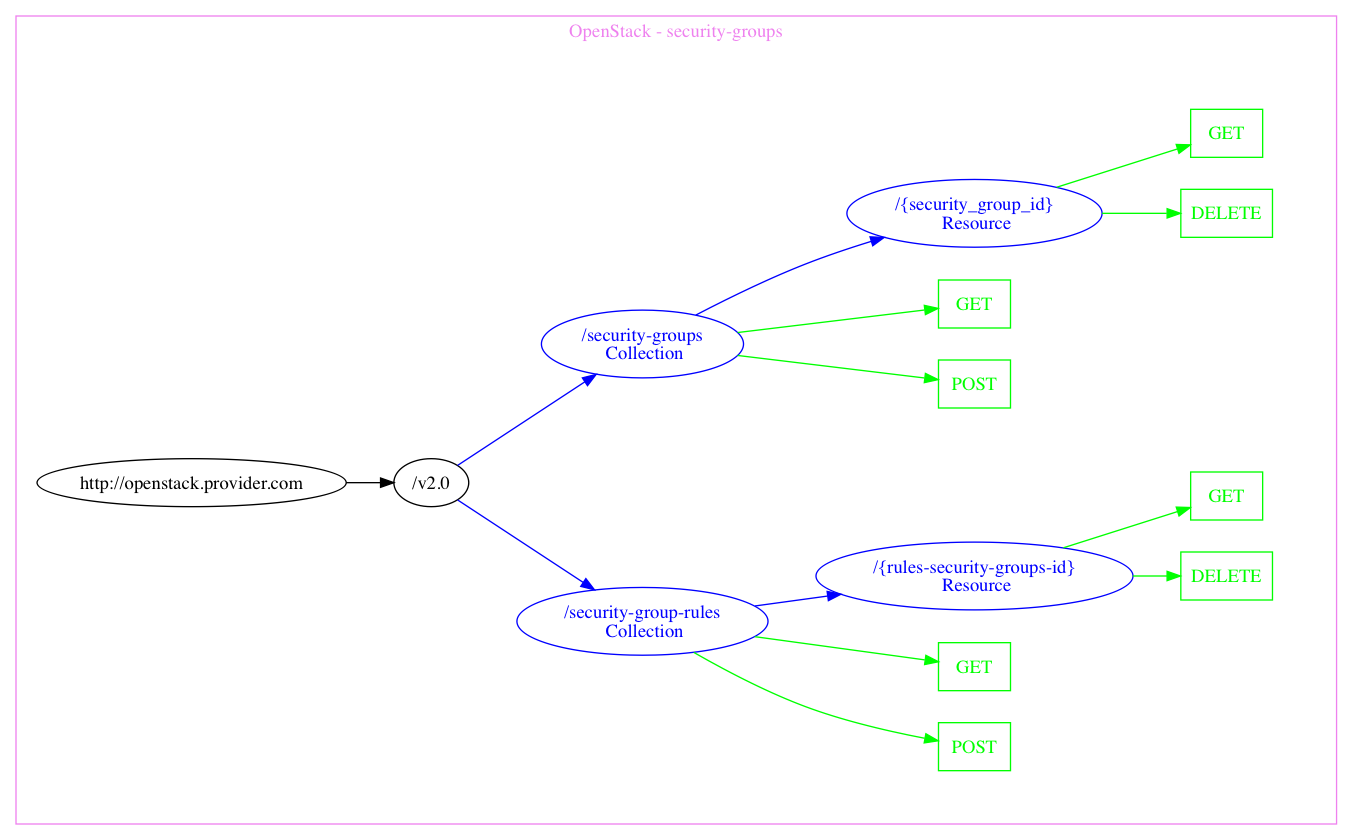 OpenStack - security-groups
GET
/{security_group_id}
Resource
DELETE
GET
/security-groups
Collection
POST
http://openstack.provider.com
/v2.0
GET
/{rules-security-groups-id}
Resource
DELETE
/security-group-rules
Collection
GET
POST